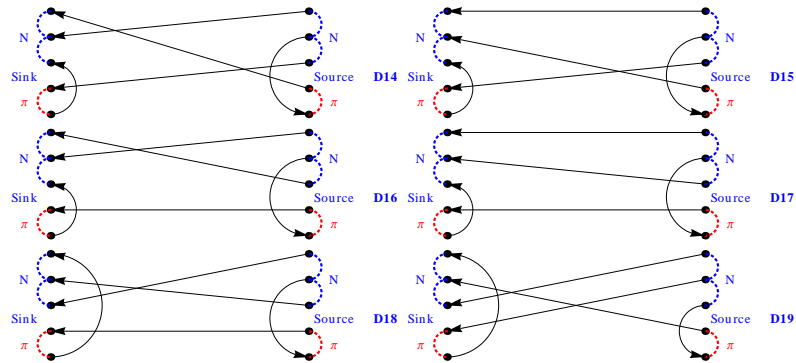 N N N N
Sink Source D14 Sink Source D15
π π π π
N N N N
Sink Source D16 Sink Source D17
π π π π
N N N N
Sink Source D18 Sink Source D19
π π π π